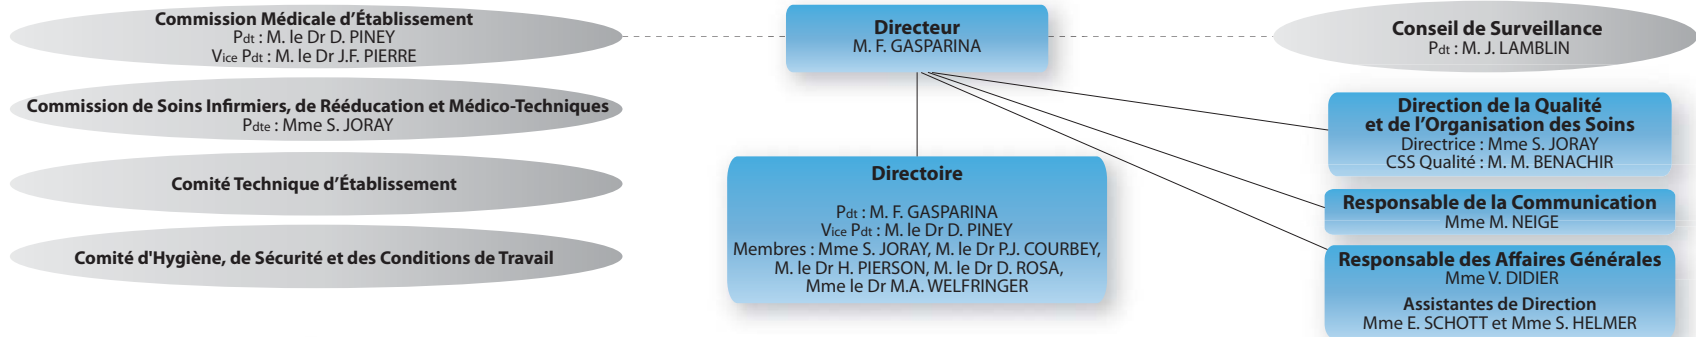 Commission Médicale d'Établissement
Pdt : M. le Dr D. PINEY
Vice Pdt : M. le Dr J.F. PIERRE
Commission de Soins Infirmiers, de Rééducation et Médico-Techniques
Pdte : Mme S. JORAY
Comité Technique d'Établissement
Comité d'Hygiène, de Sécurité et des Conditions de Travail
Directeur
M. F. GASPARINA
Directoire
Pdt : M. F. GASPARINA
Vice Pdt : M. le Dr D. PINEY
Membres : Mme S. JORAY, M. le Dr P.J. COURBEY,
M. le Dr H. PIERSON, M. le Dr D. ROSA,
Mme le Dr M.A. WELFRINGER
Conseil de Surveillance
Pdt : M. J. LAMBLIN
Direction de la Qualité
et de l'Organisation des Soins
Directrice : Mme S. JORAY
CSS Qualité : M. M. BENACHIR
Responsable de la Communication
Mme M. NEIGE
Responsable des Affaires Générales
Mme V. DIDIER
Assistantes de Direction
Mme E. SCHOTT et Mme S. HELMER